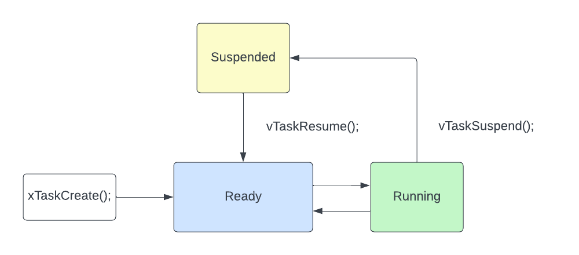 Suspended
vTaskResume();
vTaskSuspend();
xTaskCreate();
Ready
Running